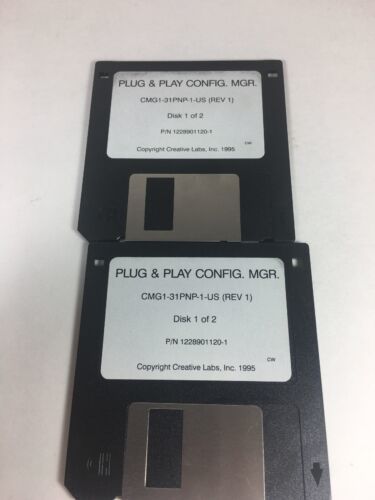 PLUG & PLAY CONFIG. MGR.
CMG1-31PNP-1-US (REV 1)
Disk 1 of 2
P/N 1228901120-1
CW
Copyright Creative Labs, Inc. 1995
PLUG & PLAY CONFIG. MGR.
CMG1-31PNP-1-US (REV 1)
Disk 1 of 2
P/N 1228901120-1
CW
Copyright Creative Labs, Inc. 1995